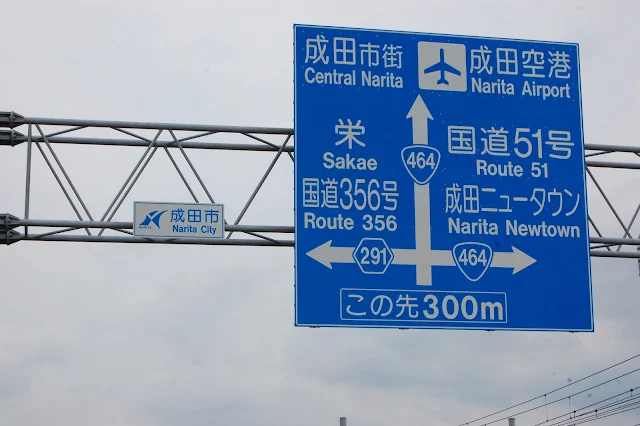 成田市街
Central Narita
成田空港
Narita Airport
464
栄
Sakae
国道356号
Route 356
国道51号
Route 51
成田ニュータウン
Narita Newtown
291
464
この先300m
成田市
Narita City